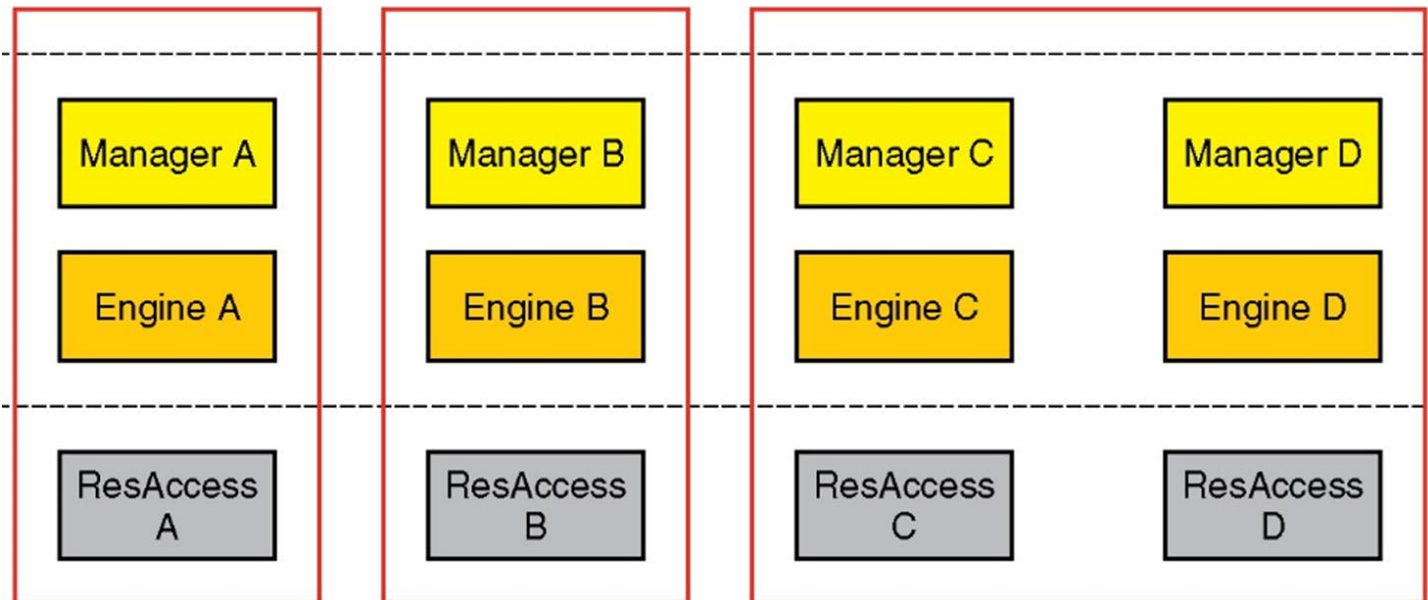 Manager A
Manager B
Manager C
Manager D
Engine A
Engine B
Engine C
Engine D
ResAccess
A
ResAccess
B
ResAccess
C
ResAccess
D